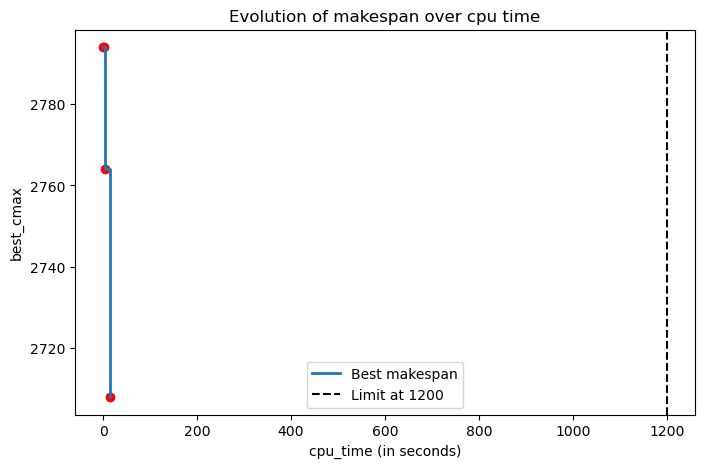 Evolution of makespan over cpu time
best_cmax
2780
2760
2740
2720
Best makespan
Limit at 1200
0
200
400
600
800
1000
1200
cpu_time (in seconds)